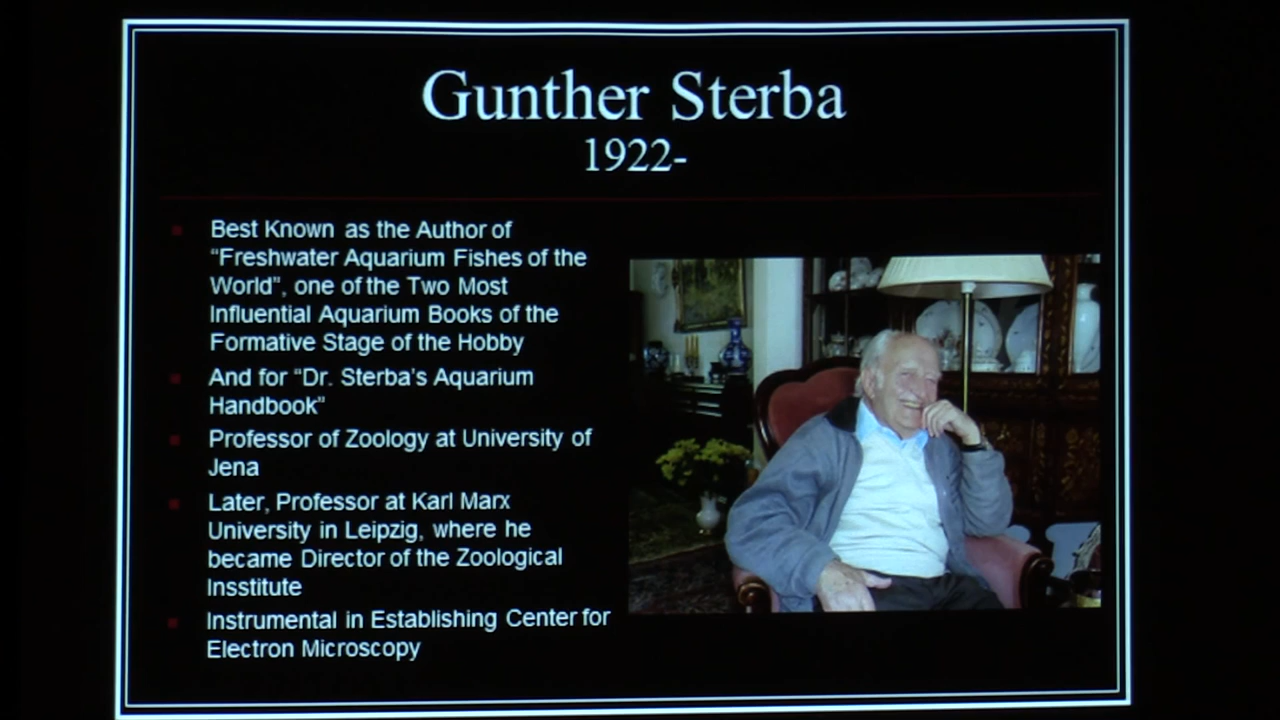 Gunther Sterba
1922-
Best Known as the Author of
“Freshwater Aquarium Fishes of the
World”, one of the Two Most
Influential Aquarium Books of the
Formative Stage of the Hobby
And for “Dr. Sterba’s Aquarium
Handbook”
Professor of Zoology at University of
Jena
Later, Professor at Karl Marx
University in Leipzig, where he
became Director of the Zoological
Insstitute
Instrumental in Establishing Center for
Electron Microscopy